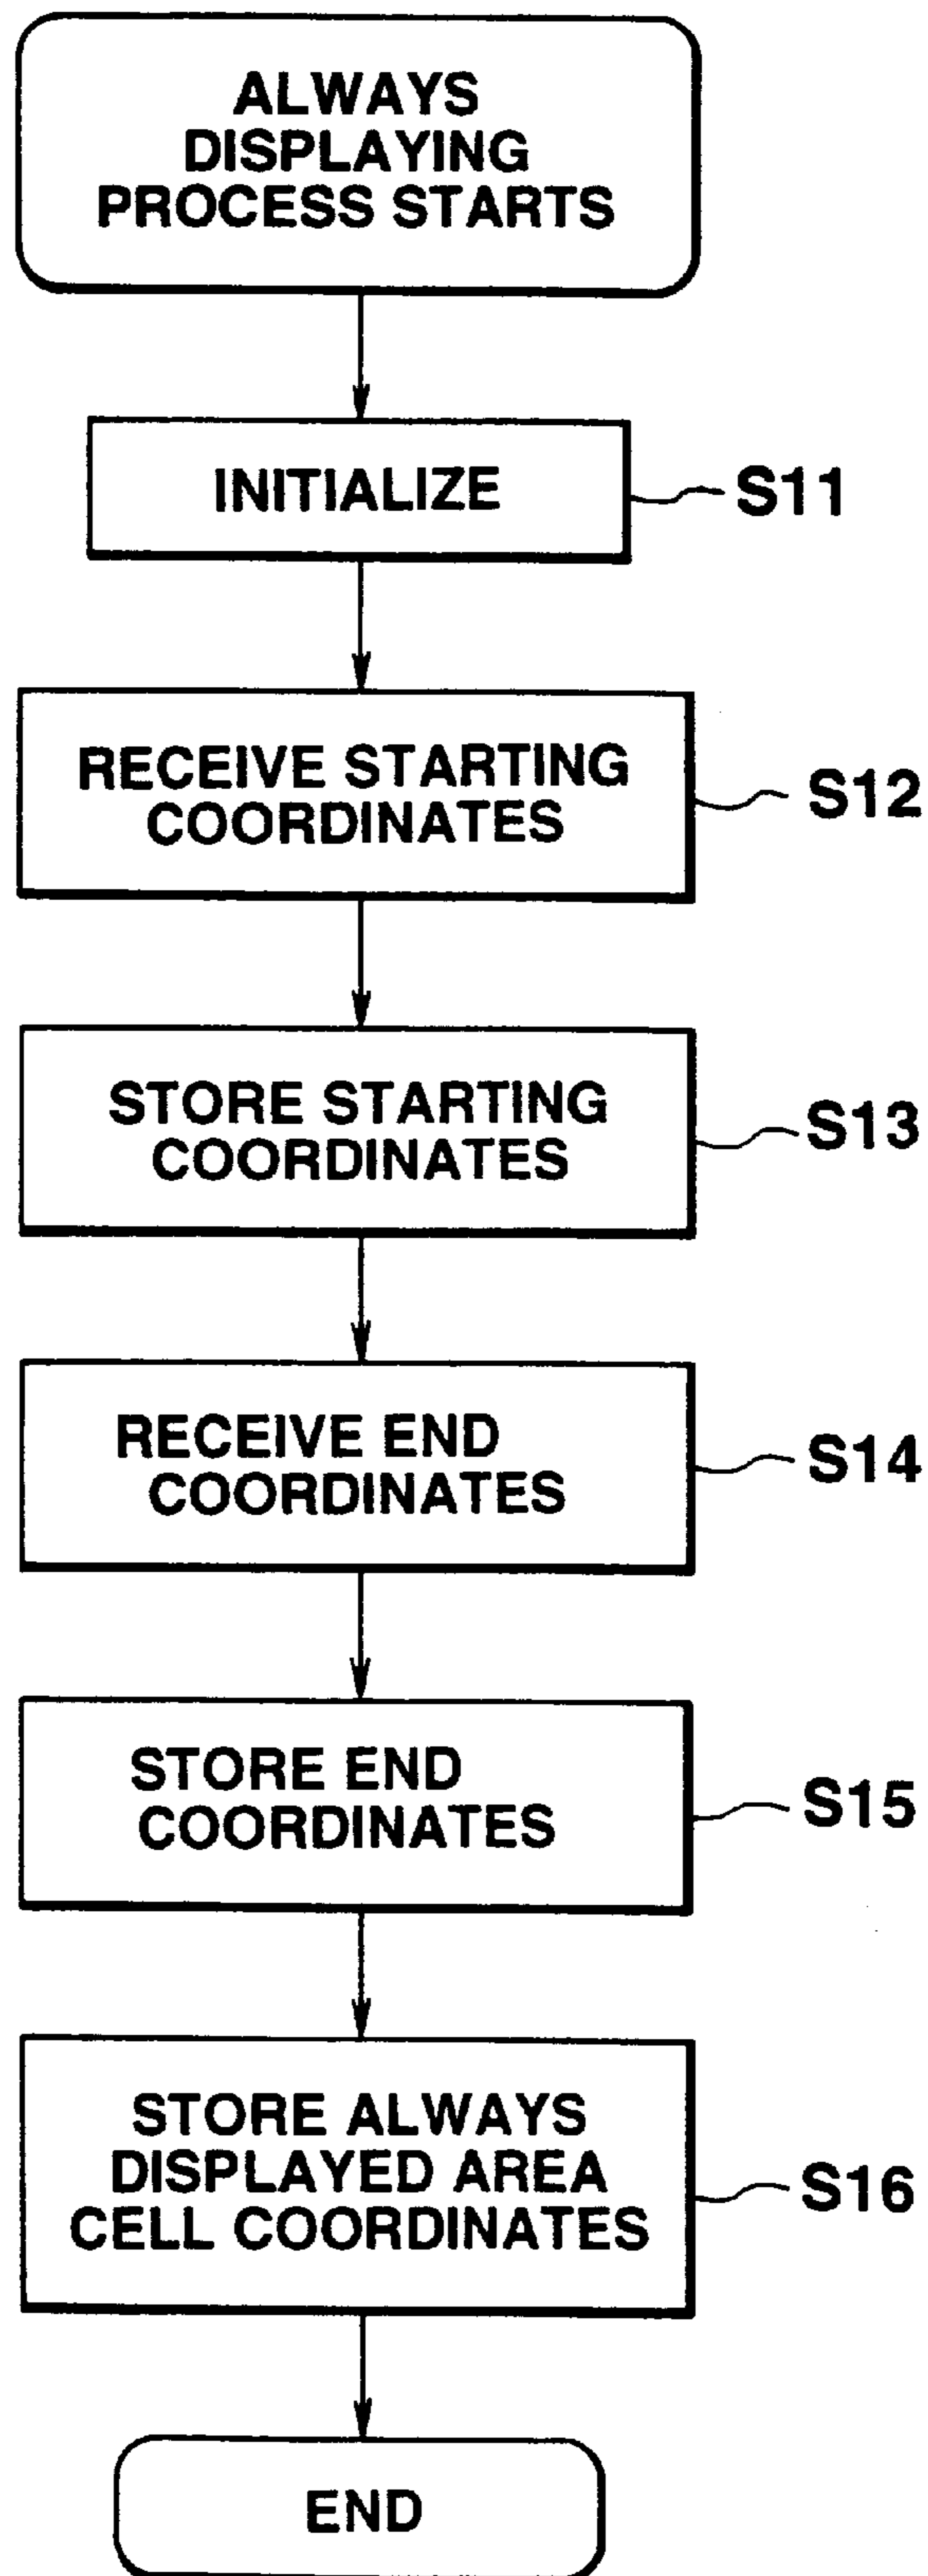 ALWAYS
DISPLAYING
PROCESS STARTS
INITIALIZE
S11
RECEIVE STARTING
COORDINATES
S12
STORE STARTING
COORDINATES
S13
RECEIVE END
COORDINATES
S14
STORE END
COORDINATES
S15
STORE ALWAYS
DISPLAYED AREA
CELL COORDINATES
S16
END